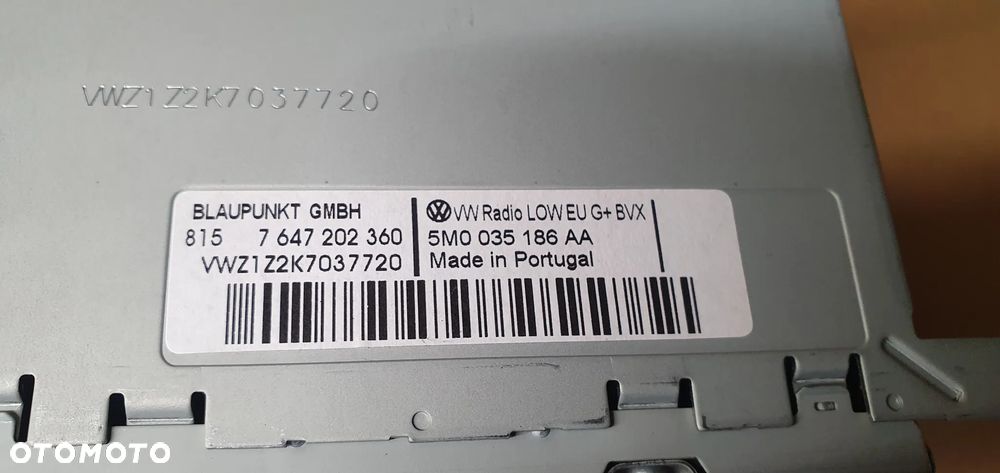 VWZ1Z2K7037720
BLAUPUNKT GMBH
815 7 647 202 360
VWZ1Z2K7037720
VW Radio LOW EU G+ BVX
5M0 035 186 AA
Made in Portugal
OTOMOTO